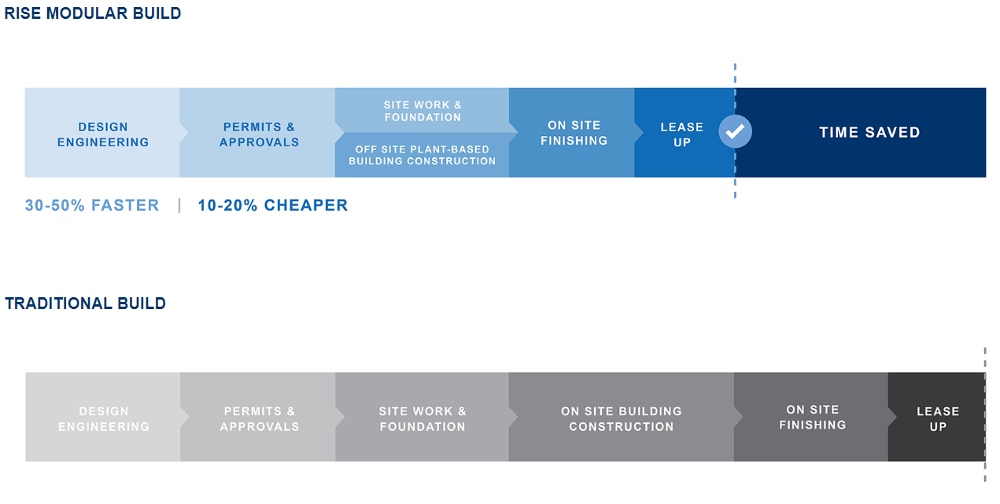 RISE MODULAR BUILD
DESIGN
ENGINEERING
PERMITS &
APPROVALS
SITE WORK &
FOUNDATION
OFF SITE PLANT-BASED
BUILDING CONSTRUCTION
ON SITE
FINISHING
LEASE
UP
TIME SAVED
30-50% FASTER | 10-20% CHEAPER
TRADITIONAL BUILD
DESIGN
ENGINEERING
PERMITS &
APPROVALS
SITE WORK &
FOUNDATION
ON SITE BUILDING
CONSTRUCTION
ON SITE
FINISHING
LEASE
UP